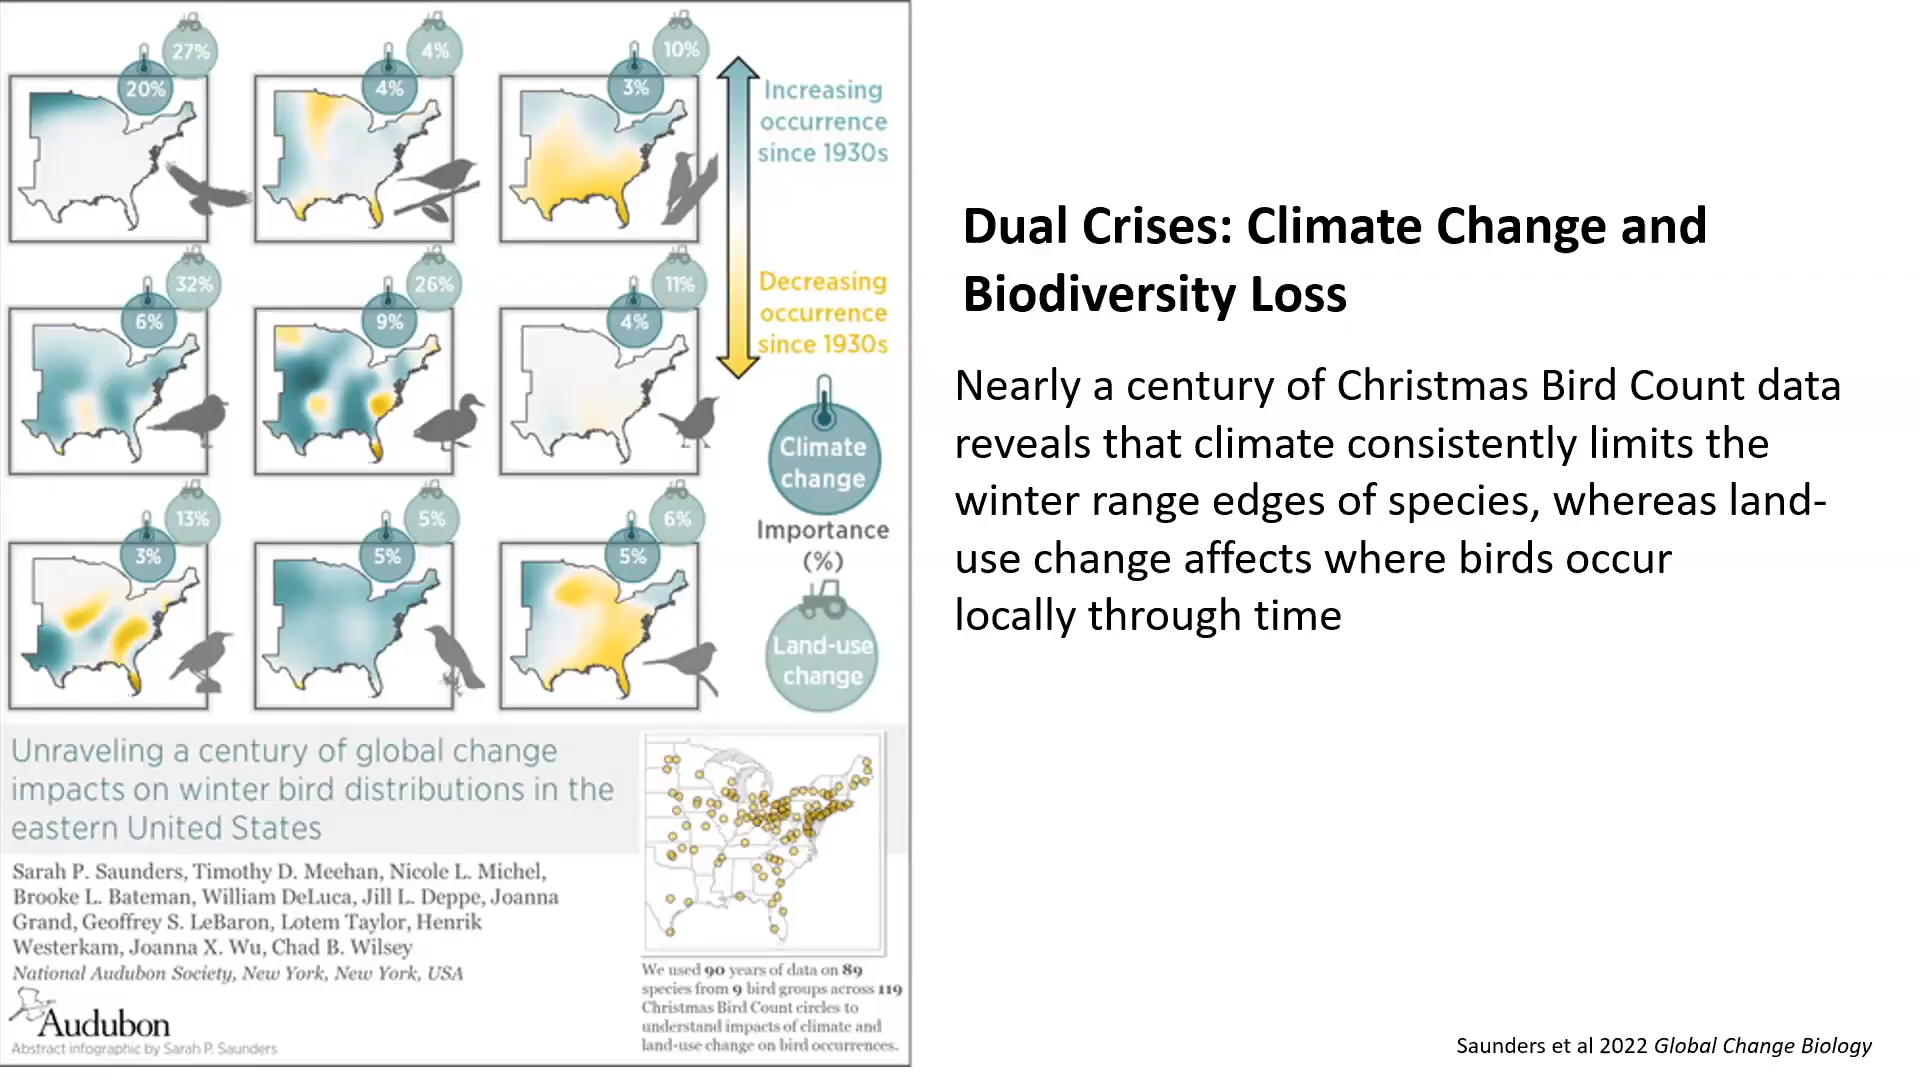 27%
20%
4%
4%
10%
3%
Increasing
occurrence
since 1930s
32%
6%
26%
9%
11%
4%
Decreasing
occurrence
since 1930s
13%
3%
5%
5%
6%
5%
Climate
change
Importance
(%)
Land-use
change
Unraveling a century of global change
impacts on winter bird distributions in the
eastern United States
Sarah P. Saunders, Timothy D. Meehan, Nicole L. Michel,
Brooke L. Bateman, William DeLuca, Jill L. Deppe, Joanna
Grand, Geoffrey S. LeBaron, Lotem Taylor, Henrik
Westerkam, Joanna X. Wu, Chad B. Wilsey
National Audubon Society, New York, New York, USA
Audubon
Abstract infographic by Sarah P. Saunders
We used 90 years of data on 89
species from 9 bird groups across 119
Christmas Bird Count circles to
understand impacts of climate and
land-use change on bird occurrences.
Dual Crises: Climate Change and
Biodiversity Loss
Nearly a century of Christmas Bird Count data
reveals that climate consistently limits the
winter range edges of species, whereas land-
use change affects where birds occur
locally through time
Saunders et al 2022 Global Change Biology